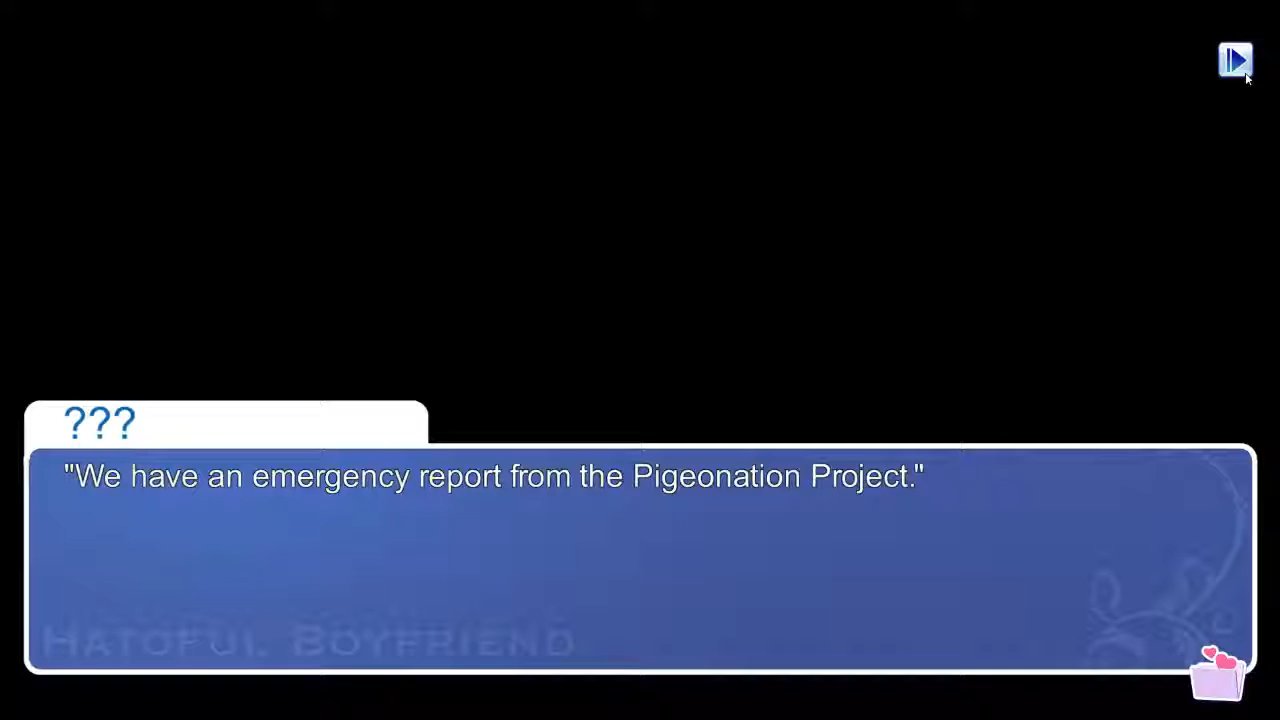 ???
"We have an emergency report from the Pigeonation Project."
HATOFUL BOYFRIEND